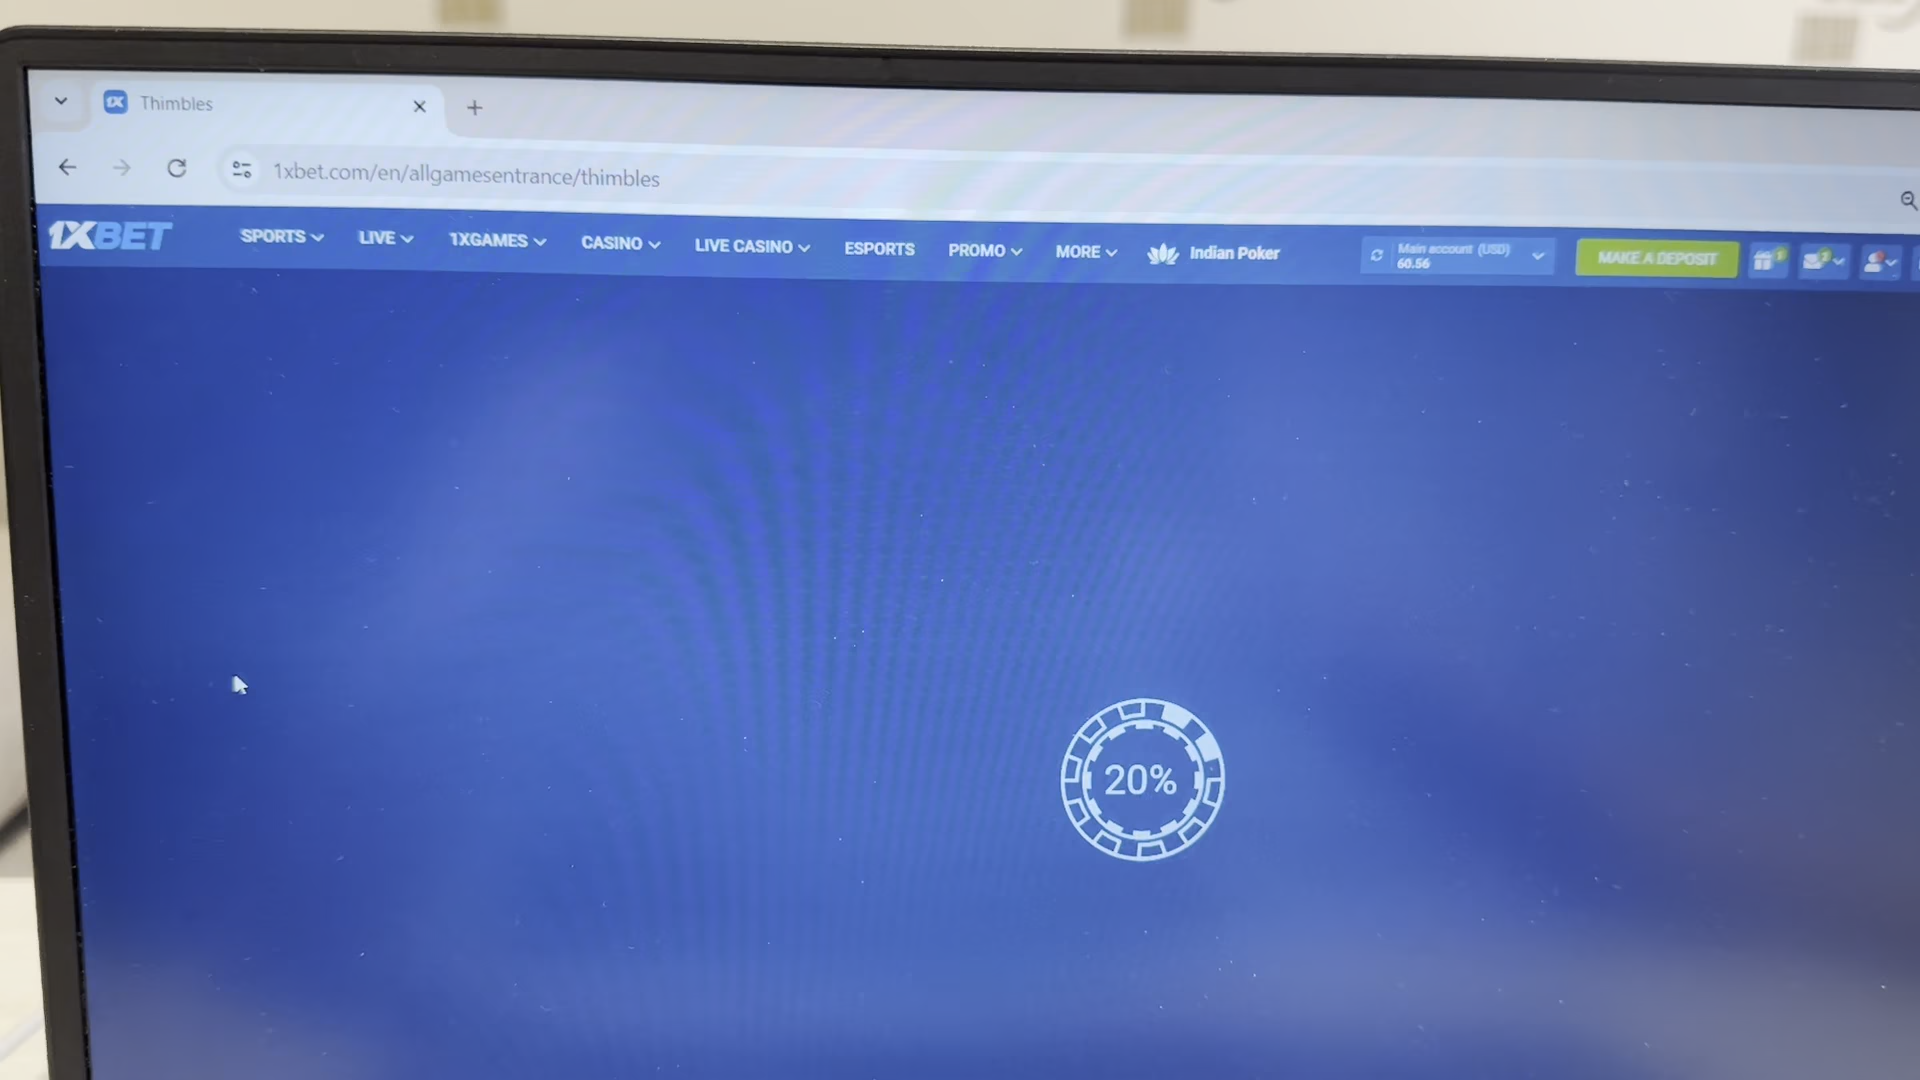 Thimbles
1xbet.com/en/allgamesentrance/thimbles
1XBET SPORTS LIVE 1XGAMES CASINO LIVE CASINO ESPORTS PROMO MORE Indian Poker Main account (USD) MAKE A DEPOSIT
60.56
20%